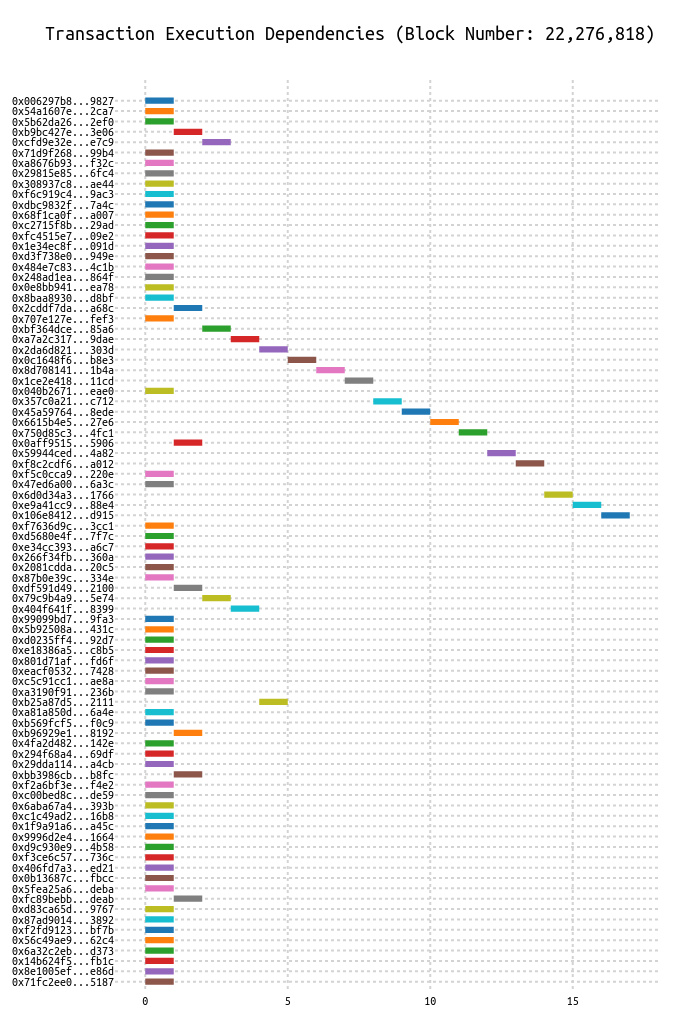 Transaction Execution Dependencies (Block Number: 22,276,818)
0x006297b8...9827
0x54a1607e...2ca7
0x5b62da26...2ef0
0xb9bc427e...3e06
0xcfd9e32e...e7c9
0x71d9f268...99b4
0xa8676b93...f32c
0x29815e85...6fc4
0x308937c8...ae44
0xf6c919c4...9ac3
0xdbc9832f...7a4c
0x68f1ca0f...a007
0xc2715f8b...29ad
0xfc4515e7...09e2
0x1e34ec8f...091d
0xd3f738e0...949e
0x484e7c83...4c1b
0x248ad1ea...864f
0x0e8bb941...ea78
0x8baa8930...d8bf
0x2cddf7da...a68c
0x707e127e...fef3
0xbf364dce...85a6
0xa7a2c317...9dae
0x2da6d821...303d
0x0c1648f6...b8e3
0x8d708141...1b4a
0x1ce2e418...11cd
0x040b2671...eae0
0x357c0a21...c712
0x45a59764...8ede
0x6615b4e5...27e6
0x750d85c3...4fc1
0x0aff9515...5906
0x59944ced...4a82
0xf8c2cdf6...a012
0xf5c0cca9...220e
0x47ed6a00...6a3c
0x6d0d34a3...1766
0xe9a41cc9...88e4
0x106e8412...d915
0xf7636d9c...3cc1
0xd5680e4f...7f7c
0xe34cc393...a6c7
0x266f34fb...360a
0x2081cdda...20c5
0x87b0e39c...334e
0xdf591d49...2100
0x79c9b4a9...5e74
0x404f641f...8399
0x99099bd7...9fa3
0x5b92508a...431c
0xd0235ff4...92d7
0xe18386a5...c8b5
0x801d71af...fd6f
0xeacf0532...7428
0xc5c91cc1...ae8a
0xa3190f91...236b
0xb25a87d5...2111
0xa81a850d...6a4e
0xb569fcf5...f0c9
0xb96929e1...8192
0x4fa2d482...142e
0x294f68a4...69df
0x29dda114...a4cb
0xbb3986cb...b8fc
0xf2a6bf3e...f4e2
0xc00bed8c...de59
0x6aba67a4...393b
0xc1c49ad2...16b8
0x1f9a91a6...a45c
0x9996d2e4...1664
0xd9c930e9...4b58
0xf3ce6c57...736c
0x406fd7a3...ed21
0x0b13687c...fbcc
0x5fea25a6...deba
0xfc89bebb...deab
0xd83ca65d...9767
0x87ad9014...3892
0xf2fd9123...bf7b
0x56c49ae9...62c4
0x6a32c2eb...d373
0x14b624f5...fb1c
0x8e1005ef...e86d
0x71fc2ee0...5187
0 5 10 15